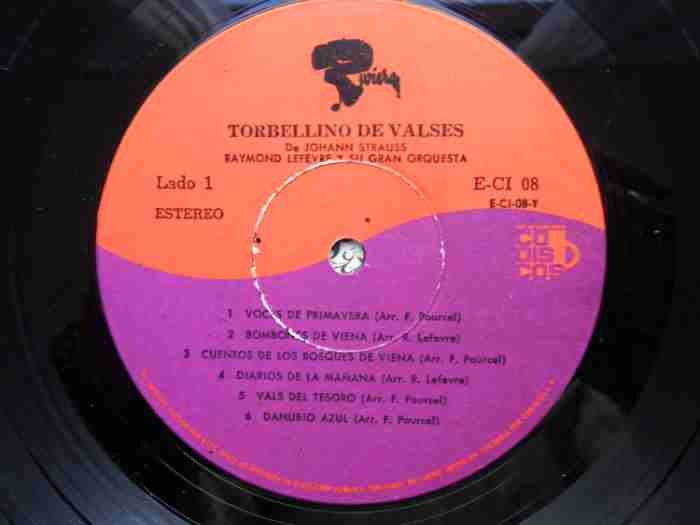 Riviera
TORBELLINO DE VALSES
De JOHANN STRAUSS
RAYMOND LEFEVRE Y SU GRAN ORQUESTA
Lado 1
E-CI 08
ESTEREO
E-CI-08-Y
co
dis
cos
1 VOCES DE PRIMAVERA (Arr. F. Pourcel)
2 BOMBONES DE VIENA (Arr. R. Lefevre)
3 CUENTOS DE LOS BOSQUES DE VIENA (Arr. F. Pourcel)
4 DIARIOS DE LA MAÑANA (Arr. R. Lefevre)
5 VALS DEL TESORO (Arr. F. Pourcel)
6 DANUBIO AZUL (Arr. F. Pourcel)